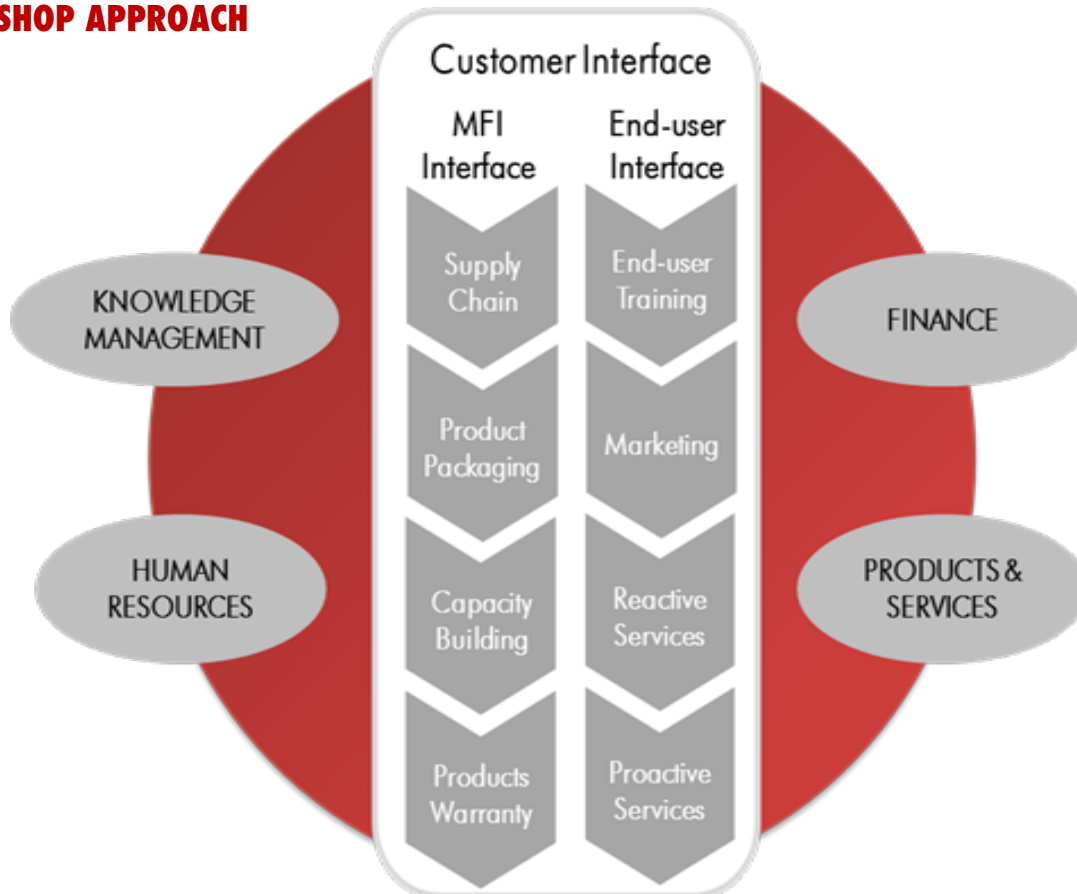 SHOP APPROACH
Customer Interface
MFI
Interface
End-user
Interface
Supply
Chain
End-user
Training
Product
Packaging
Marketing
Capacity
Building
Reactive
Services
Products
Warranty
Proactive
Services
KNOWLEDGE
MANAGEMENT
HUMAN
RESOURCES
FINANCE
PRODUCTS &
SERVICES